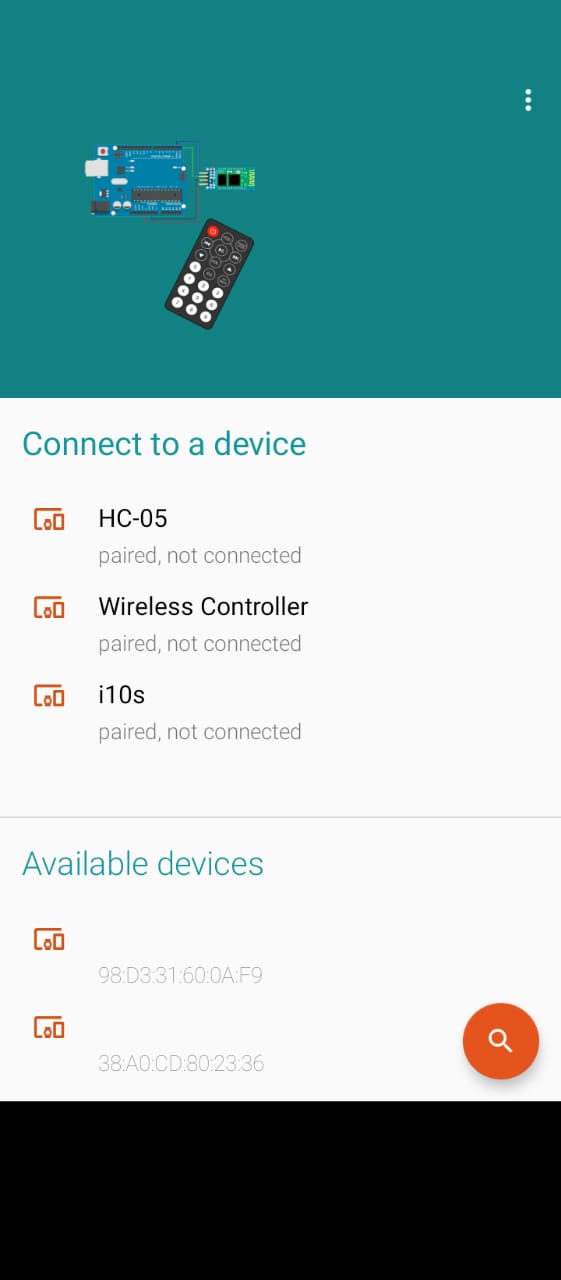 Connect to a device
HC-05
paired, not connected
Wireless Controller
paired, not connected
i10s
paired, not connected
Available devices
98:D3:31:60:0A:F9
38:A0:CD:80:23:36